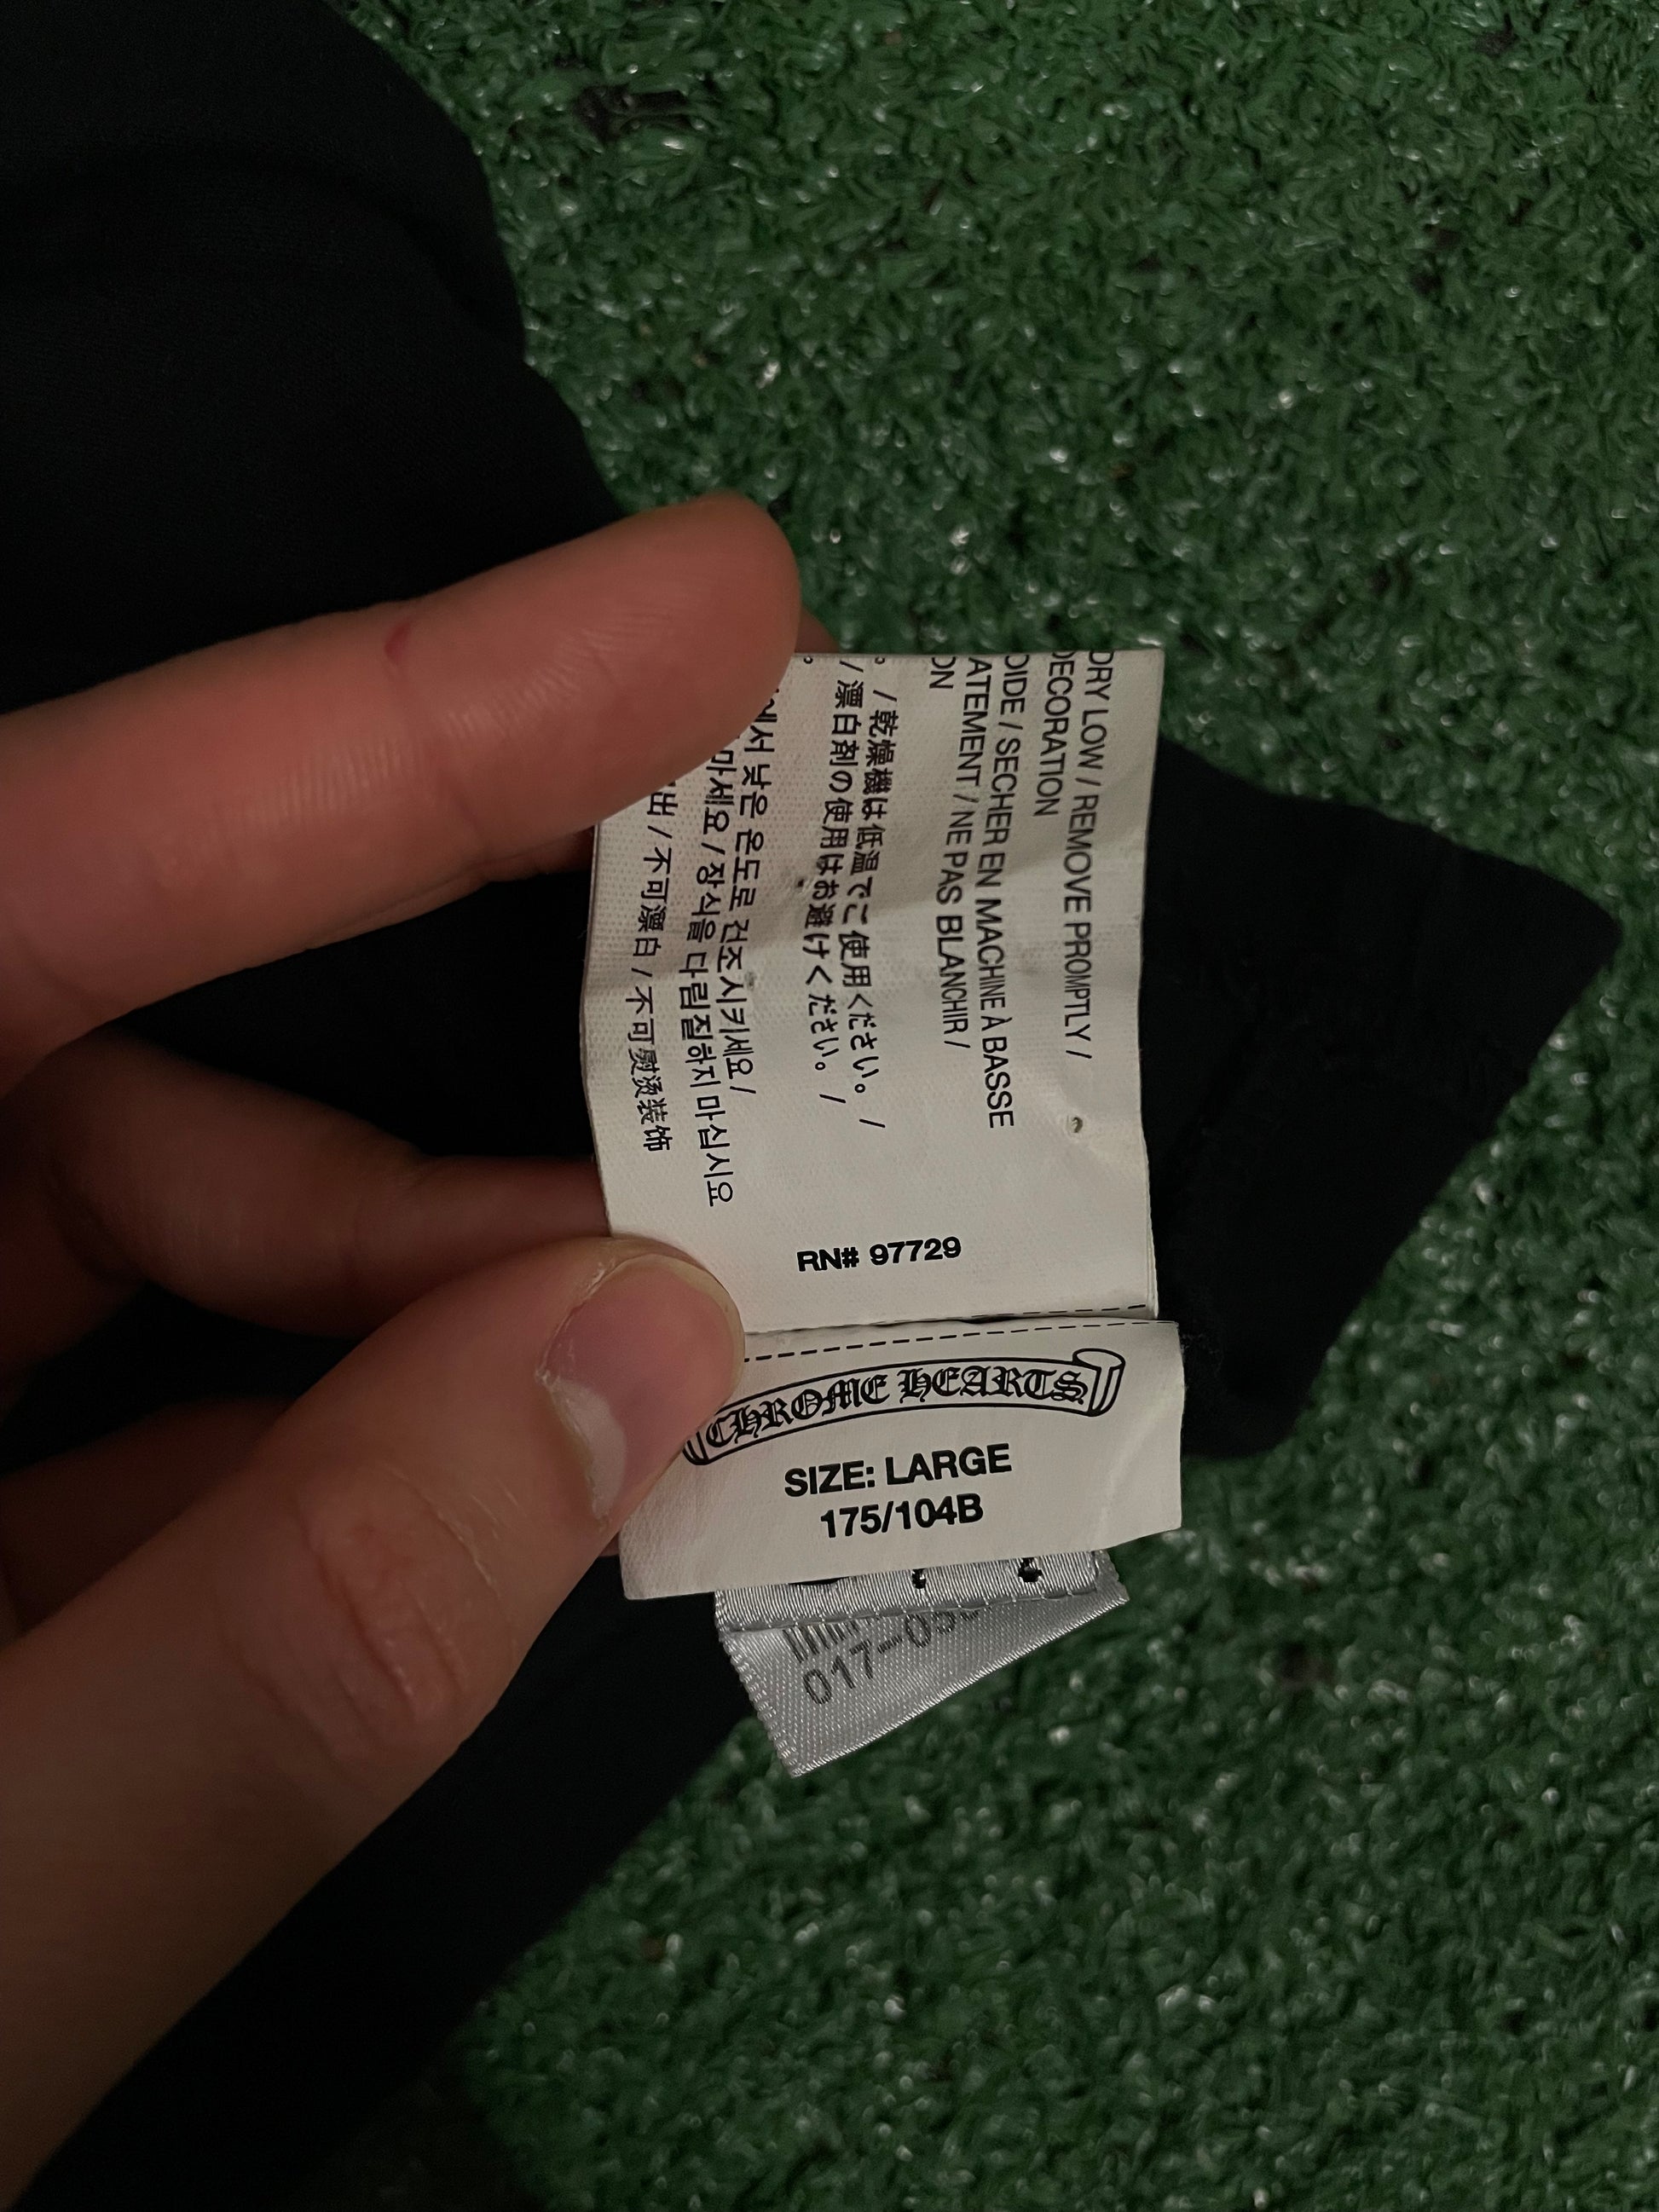 DRY LOW / REMOVE PROMPTLY /
DECORATION
OIDE / SECHER EN MACHINE À BASSE
ATEMENT / NE PAS BLANCHIR /
ON
。 / 乾燥機は低温でご使用ください。 /
/ 漂白剤の使用はお避けください。 /
에서 낮은 온도로 건조시키세요 /
마세요 / 장식을 다림질하지 마십시요
出 / 不可漂白 / 不可熨烫装饰
RN# 97729
CHROME HEARTS
SIZE: LARGE
175/104B
017-05